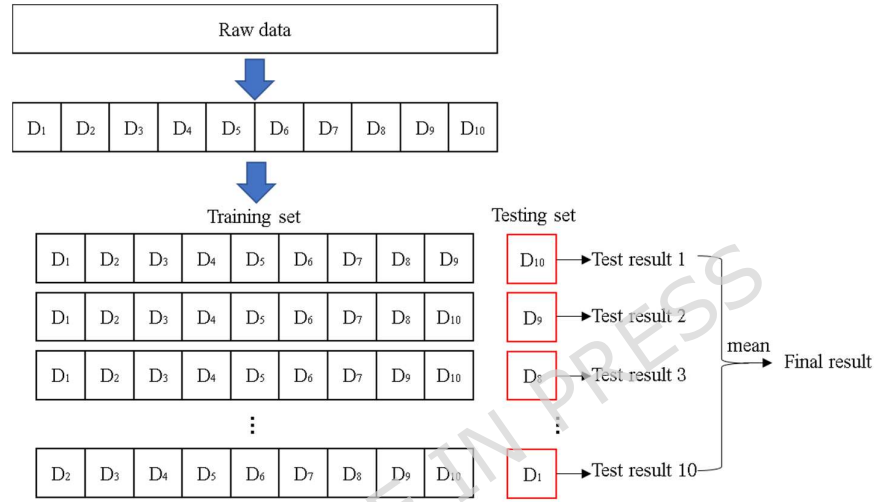 Raw data
D1 D2 D3 D4 D5 D6 D7 D8 D9 D10
Training set Testing set
D1 D2 D3 D4 D5 D6 D7 D8 D9 D10 Test result 1
D1 D2 D3 D4 D5 D6 D7 D8 D10 D9 Test result 2
mean
Final result
D1 D2 D3 D4 D5 D6 D7 D9 D10 D8 Test result 3
D2 D3 D4 D5 D6 D7 D8 D9 D10 D1 Test result 10
IN PRESS